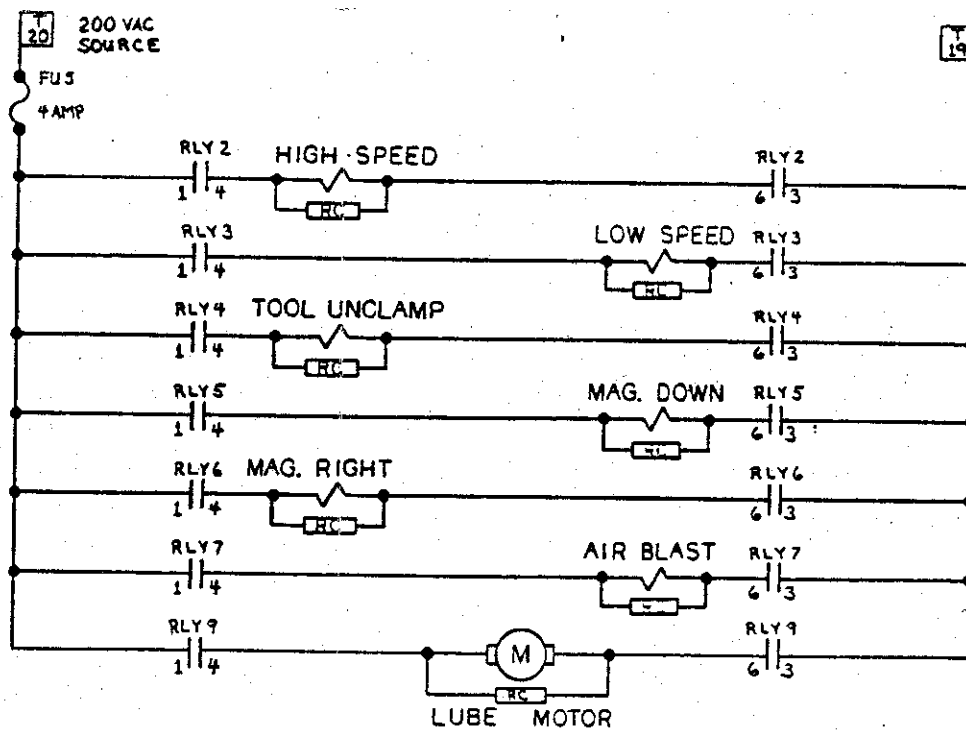 T
20
200 VAC
SOURCE
T
19
FU5
4 AMP
RLY 2
HIGH SPEED
RLY 2
1 4
RC
6 3
RLY 3
LOW SPEED
RLY 3
1 4
RC
6 3
RLY 4
TOOL UNCLAMP
RLY 4
1 4
RC
6 3
RLY 5
MAG. DOWN
RLY 5
1 4
RC
6 3
RLY 6
MAG. RIGHT
RLY 6
1 4
RC
6 3
RLY 7
AIR BLAST
RLY 7
1 4
6 3
RLY 9
M
RLY 9
1 4
RC
6 3
LUBE MOTOR